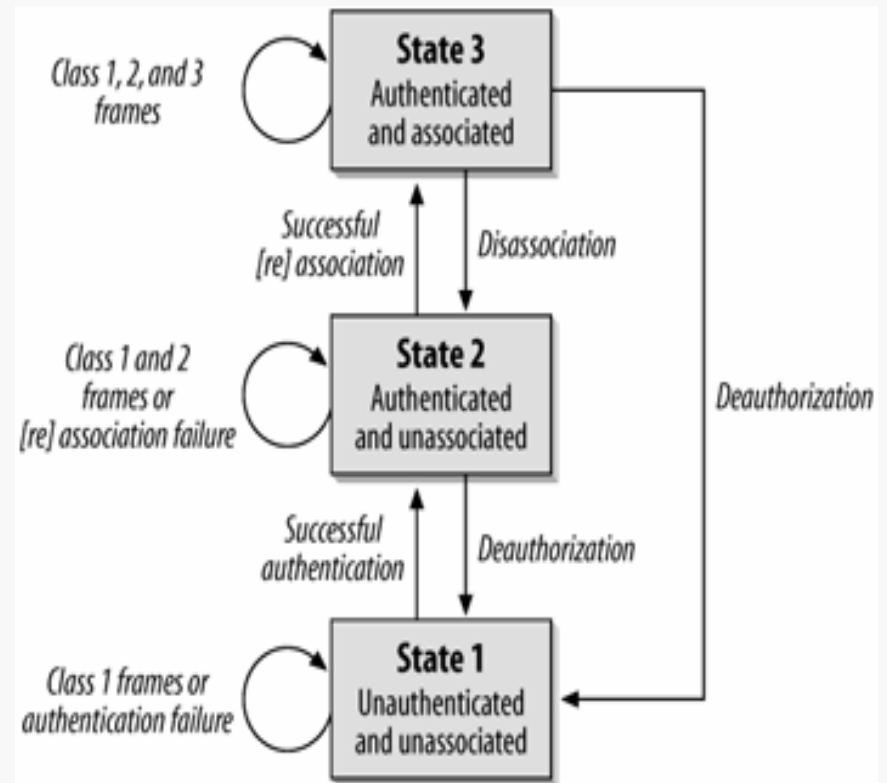 State 3
Authenticated
and associated
Class 1, 2, and 3
frames
Successful
[re] association
Disassociation
State 2
Authenticated
and unassociated
Class 1 and 2
frames or
[re] association failure
Deauthorization
Successful
authentication
Deauthorization
State 1
Unauthenticated
and unassociated
Class 1 frames or
authentication failure